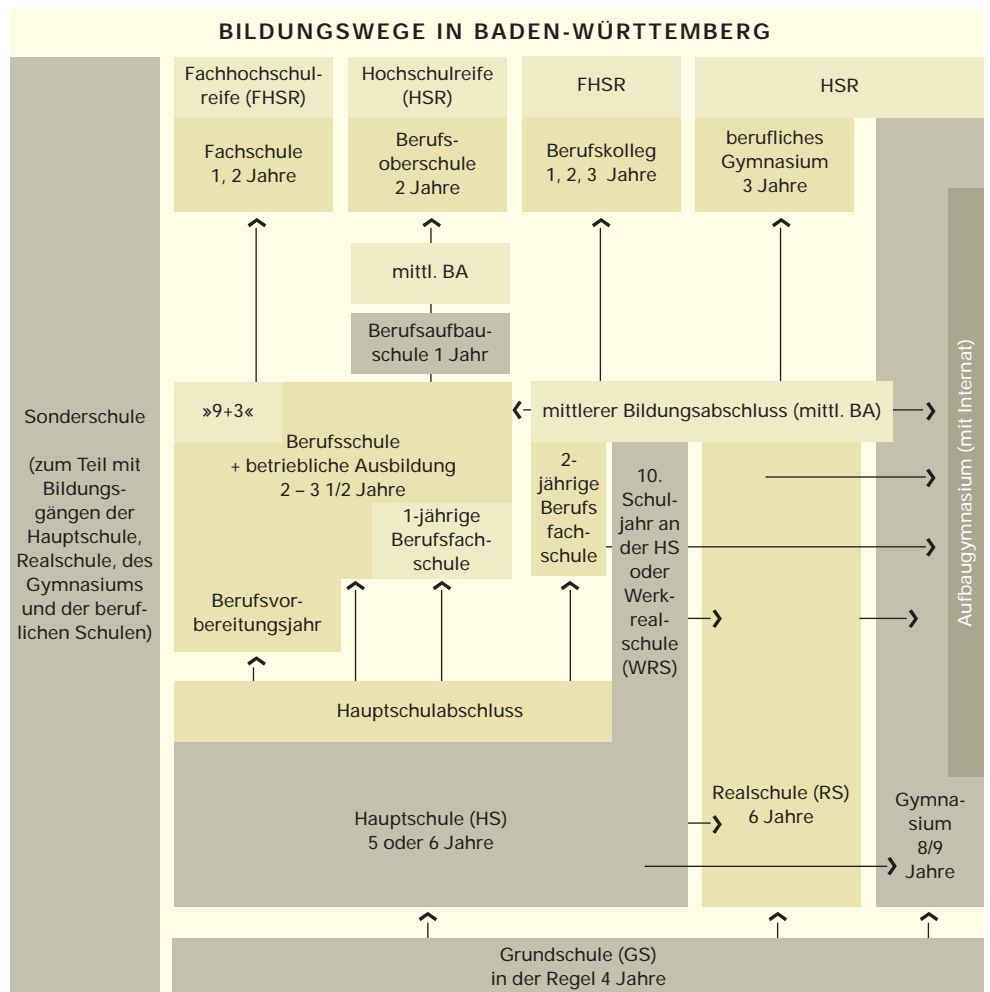 BILDUNGSWEGE IN BADEN-WÜRTTEMBERG
Fachhochschul-
reife (FHSR)
Hochschulreife
(HSR)
FHSR
HSR
Fachschule
1, 2 Jahre
Berufs-
oberschule
2 Jahre
Berufskolleg
1, 2, 3 Jahre
berufliches
Gymnasium
3 Jahre
mittl. BA
Berufsaufbau-
schule 1 Jahr
Sonderschule
(zum Teil mit
Bildungs-
gängen der
Hauptschule,
Realschule, des
Gymnasiums
und der beruf-
lichen Schulen)
»9+3«
Berufsschule
+ betriebliche Ausbildung
2 – 3 1/2 Jahre
1-jährige
Berufsfach-
schule
Berufsvor-
bereitungsjahr
mittlerer Bildungsabschluss (mittl. BA)
2-
jährige
Berufs
fach-
schule
10.
Schul-
jahr an
der HS
oder
Werk-
real-
schule
(WRS)
Aufbaugymnasium (mit Internat)
Hauptschulabschluss
Hauptschule (HS)
5 oder 6 Jahre
Realschule (RS)
6 Jahre
Gymna-
sium
8/9
Jahre
Grundschule (GS)
in der Regel 4 Jahre